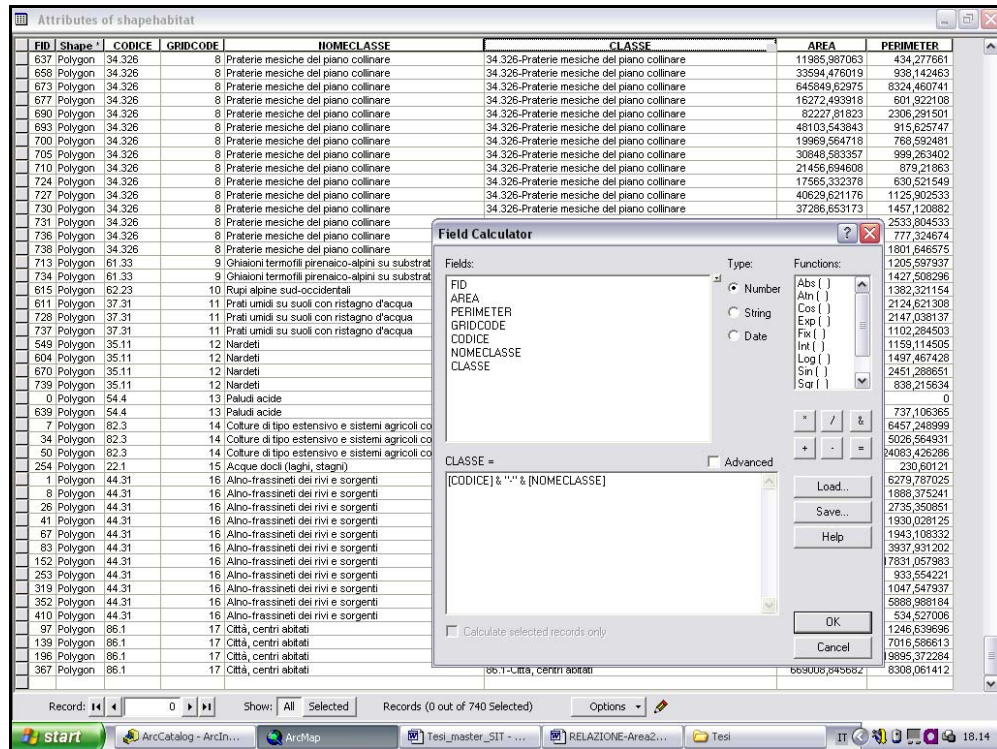 Attributes of shapehabitat
FID Shape * CODICE GRIDCODE NOMECLASSE CLASSE AREA PERIMETER
637 Polygon 34.326 8 Praterie mesiche del piano collinare 34.326-Praterie mesiche del piano collinare 11985,987063 434,277661
658 Polygon 34.326 8 Praterie mesiche del piano collinare 34.326-Praterie mesiche del piano collinare 33594,476019 938,142463
673 Polygon 34.326 8 Praterie mesiche del piano collinare 34.326-Praterie mesiche del piano collinare 645849,62975 8324,460741
677 Polygon 34.326 8 Praterie mesiche del piano collinare 34.326-Praterie mesiche del piano collinare 16272,493918 601,922108
690 Polygon 34.326 8 Praterie mesiche del piano collinare 34.326-Praterie mesiche del piano collinare 82227,81823 2306,291501
693 Polygon 34.326 8 Praterie mesiche del piano collinare 34.326-Praterie mesiche del piano collinare 48103,543843 915,625747
700 Polygon 34.326 8 Praterie mesiche del piano collinare 34.326-Praterie mesiche del piano collinare 19969,564718 768,592481
705 Polygon 34.326 8 Praterie mesiche del piano collinare 34.326-Praterie mesiche del piano collinare 30848,583357 999,263402
710 Polygon 34.326 8 Praterie mesiche del piano collinare 34.326-Praterie mesiche del piano collinare 21456,694608 879,21863
724 Polygon 34.326 8 Praterie mesiche del piano collinare 34.326-Praterie mesiche del piano collinare 17565,332378 630,521549
727 Polygon 34.326 8 Praterie mesiche del piano collinare 34.326-Praterie mesiche del piano collinare 40629,621176 1125,902533
730 Polygon 34.326 8 Praterie mesiche del piano collinare 34.326-Praterie mesiche del piano collinare 37286,653173 1457,120882
731 Polygon 34.326 8 Praterie mesiche del piano collinare 2533,804533
736 Polygon 34.326 8 Praterie mesiche del piano collinare 777,324674
738 Polygon 34.326 8 Praterie mesiche del piano collinare 1801,646575
713 Polygon 61.33 9 Ghiaioni termofili pirenaico-alpini su substrat 1205,597937
734 Polygon 61.33 9 Ghiaioni termofili pirenaico-alpini su substrat 1427,508296
615 Polygon 62.23 10 Rupi alpine sud-occidentali 1382,321154
611 Polygon 37.31 11 Prati umidi su suoli con ristagno d'acqua 2124,621308
728 Polygon 37.31 11 Prati umidi su suoli con ristagno d'acqua 2147,038137
737 Polygon 37.31 11 Prati umidi su suoli con ristagno d'acqua 1102,284503
549 Polygon 35.11 12 Nardeti 1159,114505
604 Polygon 35.11 12 Nardeti 1497,467428
670 Polygon 35.11 12 Nardeti 2451,288651
739 Polygon 35.11 12 Nardeti 838,215634
0 Polygon 54.4 13 Paludi acide 0
639 Polygon 54.4 13 Paludi acide 737,106365
7 Polygon 82.3 14 Colture di tipo estensivo e sistemi agricoli co 6457,248999
34 Polygon 82.3 14 Colture di tipo estensivo e sistemi agricoli co 5026,564931
50 Polygon 82.3 14 Colture di tipo estensivo e sistemi agricoli co 24083,426286
254 Polygon 22.1 15 Acque docli (laghi, stagni) 230,60121
1 Polygon 44.31 16 Alno-frassineti dei rivi e sorgenti 6279,787025
8 Polygon 44.31 16 Alno-frassineti dei rivi e sorgenti 1888,375241
26 Polygon 44.31 16 Alno-frassineti dei rivi e sorgenti 2735,350851
41 Polygon 44.31 16 Alno-frassineti dei rivi e sorgenti 1930,028125
67 Polygon 44.31 16 Alno-frassineti dei rivi e sorgenti 1943,108332
83 Polygon 44.31 16 Alno-frassineti dei rivi e sorgenti 3937,931202
152 Polygon 44.31 16 Alno-frassineti dei rivi e sorgenti 17831,057983
253 Polygon 44.31 16 Alno-frassineti dei rivi e sorgenti 933,554221
319 Polygon 44.31 16 Alno-frassineti dei rivi e sorgenti 1047,547937
352 Polygon 44.31 16 Alno-frassineti dei rivi e sorgenti 5888,988184
410 Polygon 44.31 16 Alno-frassineti dei rivi e sorgenti 534,527006
97 Polygon 86.1 17 Città, centri abitati 1246,639696
139 Polygon 86.1 17 Città, centri abitati 7016,586613
196 Polygon 86.1 17 Città, centri abitati 9895,372284
367 Polygon 86.1 17 Città, centri abitati 86.1-Città, centri abitati 669008,845682 8308,061412
Field Calculator
Fields:
FID
AREA
PERIMETER
GRIDCODE
CODICE
NOMECLASSE
CLASSE
Type:
Number
String
Date
Functions:
Abs ( )
Atn ( )
Cos ( )
Exp ( )
Fix ( )
Int ( )
Log ( )
Sin ( )
Sqr ( )
* / &
+ - =
CLASSE =
Advanced
[CODICE] & "-" & [NOMECLASSE]
Load...
Save...
Help
Calculate selected records only
OK
Cancel
Record: 0 Show: All Selected Records (0 out of 740 Selected) Options
start ArcCatalog - ArcIn... ArcMap Tesi_master_SIT - ... RELAZIONE-Area2... Tesi IT 18.14